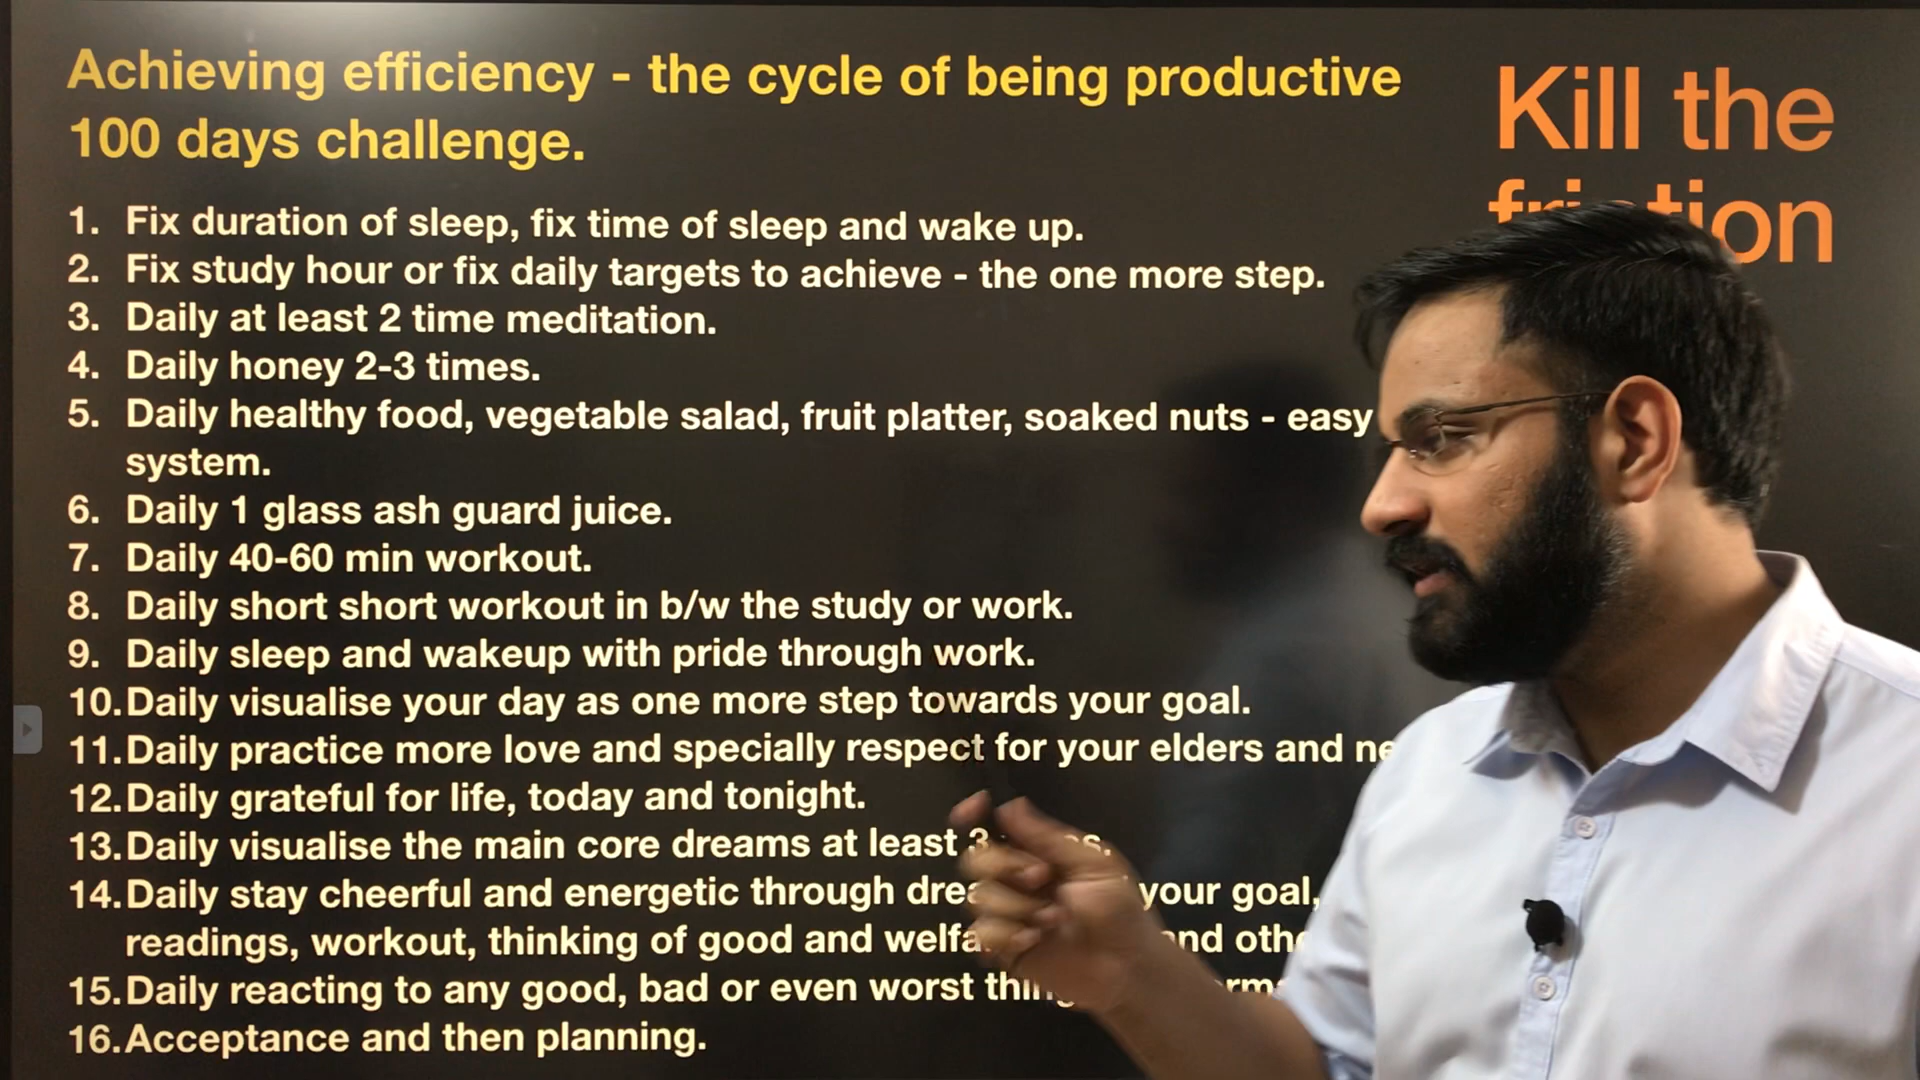 Achieving efficiency - the cycle of being productive
100 days challenge.
Kill the
friction
1. Fix duration of sleep, fix time of sleep and wake up.
2. Fix study hour or fix daily targets to achieve - the one more step.
3. Daily at least 2 time meditation.
4. Daily honey 2-3 times.
5. Daily healthy food, vegetable salad, fruit platter, soaked nuts - easy
system.
6. Daily 1 glass ash guard juice.
7. Daily 40-60 min workout.
8. Daily short short workout in b/w the study or work.
9. Daily sleep and wakeup with pride through work.
10. Daily visualise your day as one more step towards your goal.
11. Daily practice more love and specially respect for your elders and
12. Daily grateful for life, today and tonight.
13. Daily visualise the main core dreams at least 3
14. Daily stay cheerful and energetic through your goal,
readings, workout, thinking of good and and
15. Daily reacting to any good, bad or even worst
16. Acceptance and then planning.